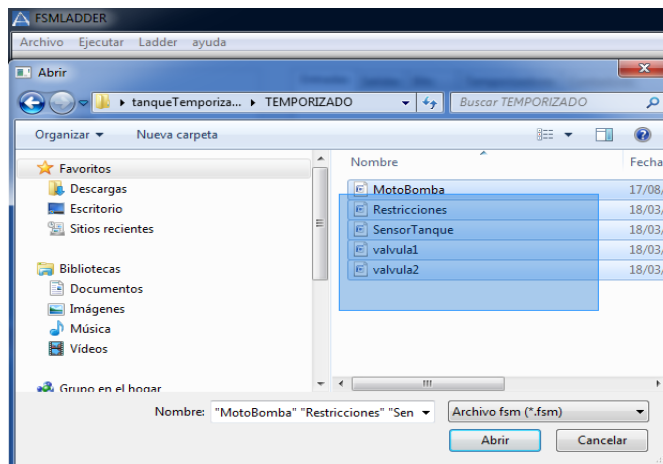 FSMLADDER
Archivo Ejecutar Ladder ayuda
Abrir
tanqueTemporiza... TEMPORIZADO Buscar TEMPORIZADO
Organizar Nueva carpeta
Favoritos
Descargas
Escritorio
Sitios recientes
Bibliotecas
Documentos
Imágenes
Música
Vídeos
Grupo en el hogar
Nombre Fecha
MotoBomba 17/08/
Restricciones 18/03/
SensorTanque 18/03/
valvula1 18/03/
valvula2 18/03/
Nombre: "MotoBomba" "Restricciones" "Sen Archivo fsm (*.fsm)
Abrir Cancelar